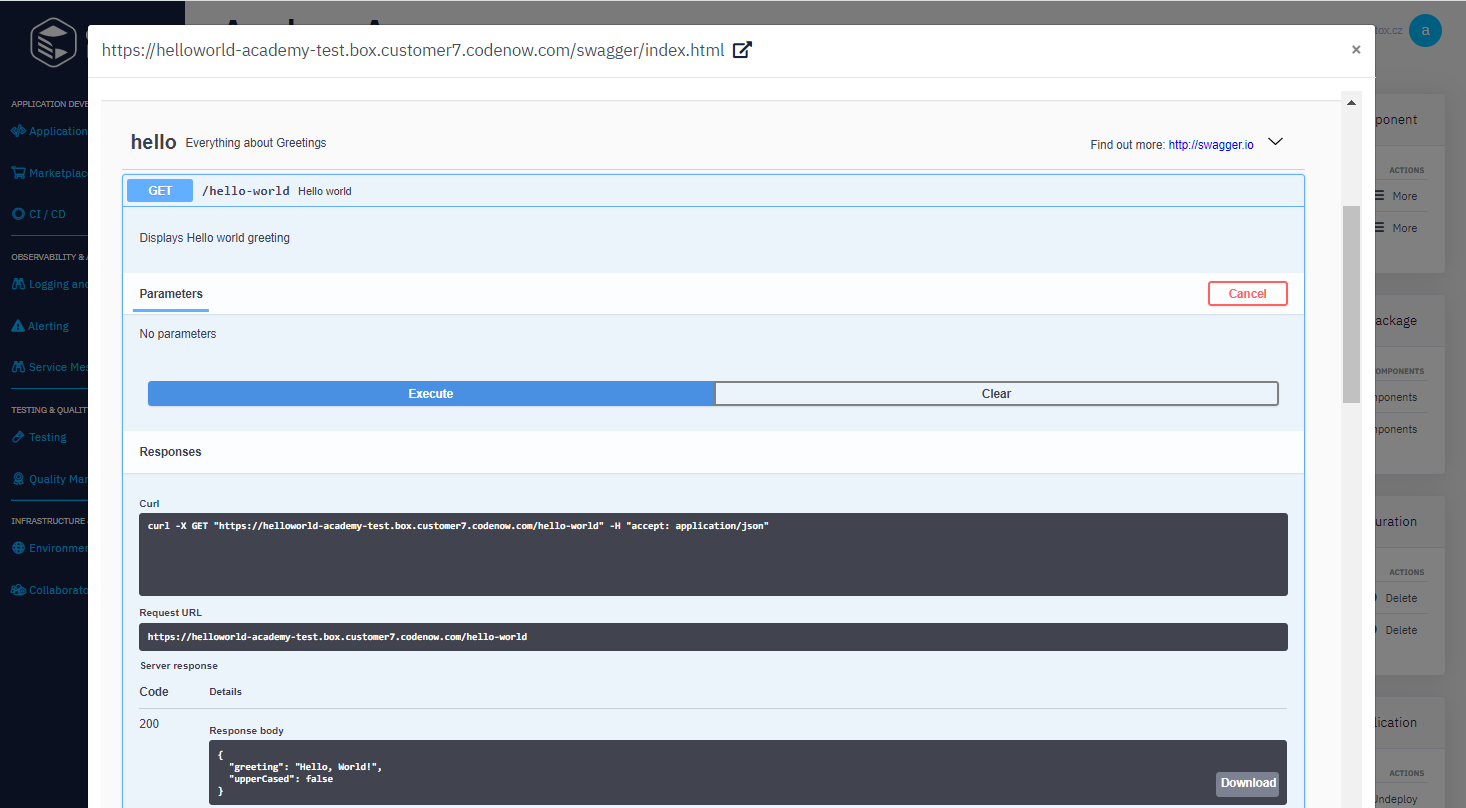 https://helloworld-academy-test.box.customer7.codenow.com/swagger/index.html
×
APPLICATION DEVE
Application
Marketplac
CI / CD
OBSERVABILITY & A
Logging and
Alerting
Service Mes
TESTING & QUALIT
Testing
Quality Man
INFRASTRUCTURE
Environmen
Collaborato
hello Everything about Greetings
Find out more: http://swagger.io
GET /hello-world Hello world
Displays Hello world greeting
Parameters
Cancel
No parameters
Execute
Clear
Responses
Curl
curl -X GET "https://helloworld-academy-test.box.customer7.codenow.com/hello-world" -H "accept: application/json"
Request URL
https://helloworld-academy-test.box.customer7.codenow.com/hello-world
Server response
Code Details
200
Response body
{
"greeting": "Hello, World!",
"upperCased": false
}
Download
tox.cz
a
ponent
ACTIONS
More
More
ackage
OMPONENTS
mponents
mponents
uration
ACTIONS
Delete
Delete
lication
ACTIONS
Undeploy